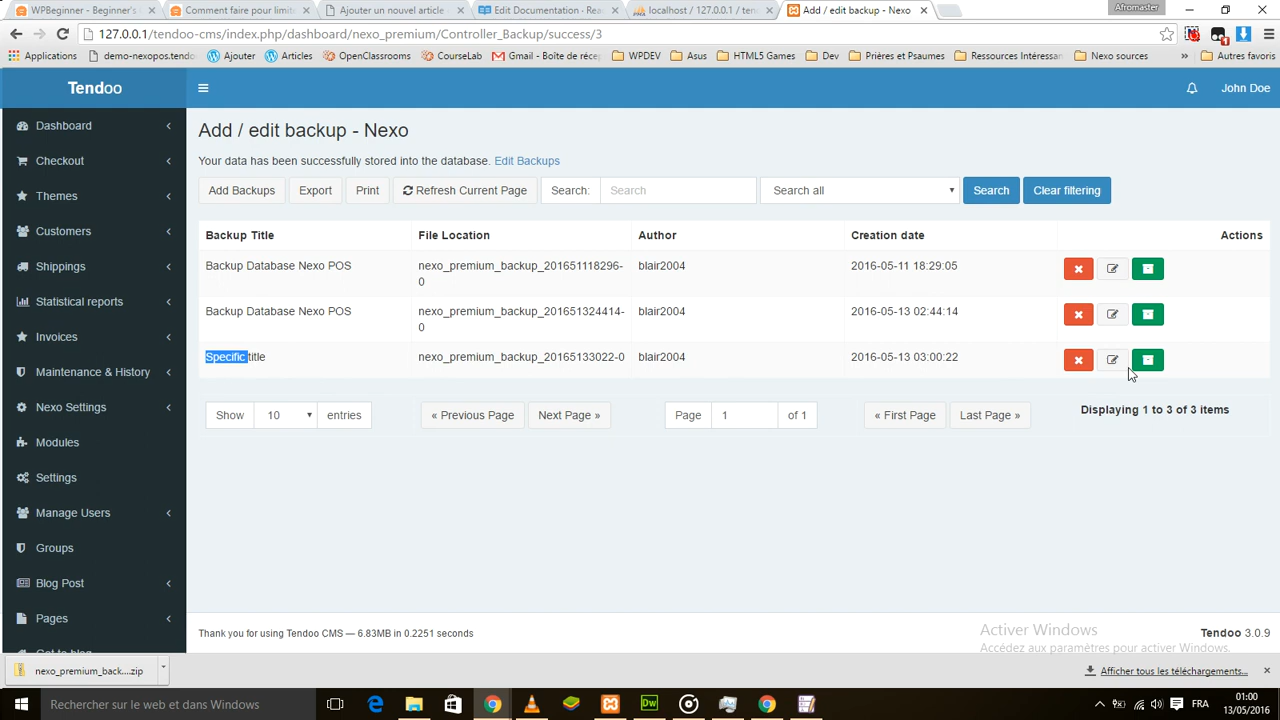 WPBeginner - Beginner's
Comment faire pour limite
Ajouter un nouvel article
Edit Documentation - Rea
localhost / 127.0.0.1 / ten
Add / edit backup - Nexo
Afromaster
127.0.0.1/tendoo-cms/index.php/dashboard/nexo_premium/Controller_Backup/success/3
Applications
demo-nexopos.tendo
Ajouter
Articles
OpenClassrooms
CourseLab
Gmail - Boite de réce
WPDEV
Asus
HTML5 Games
Dev
Prières et Psaumes
Ressources Intéressan
Nexo sources
»
Autres favoris
Tendoo
John Doe
Dashboard
Checkout
Themes
Customers
Shippings
Statistical reports
Invoices
Maintenance & History
Nexo Settings
Modules
Settings
Manage Users
Groups
Blog Post
Pages
Add / edit backup - Nexo
Your data has been successfully stored into the database. Edit Backups
Add Backups Export Print Refresh Current Page Search: Search Search all Search Clear filtering
Backup Title File Location Author Creation date Actions
Backup Database Nexo POS nexo_premium_backup_201651118296- blair2004 2016-05-11 18:29:05
0
Backup Database Nexo POS nexo_premium_backup_201651324414- blair2004 2016-05-13 02:44:14
0
Specific title nexo_premium_backup_20165133022-0 blair2004 2016-05-13 03:00:22
Show 10 entries « Previous Page Next Page » Page 1 of 1 « First Page Last Page » Displaying 1 to 3 of 3 items
Thank you for using Tendoo CMS — 6.83MB in 0.2251 seconds
Tendoo 3.0.9
Activer Windows
Accédez aux paramètres pour activer Windows.
nexo_premium_back....zip
Afficher tous les téléchargements...
Rechercher sur le web et dans Windows
Dw
FRA
01:00
13/05/2016